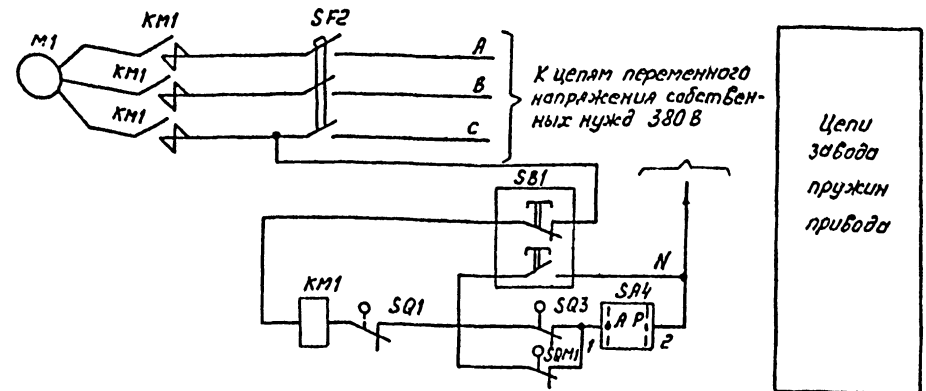 KM1
SF2
M1
A
KM1
B
KM1
C
К цепям переменного
напряжения собствен-
ных нужд 380 В
Цепи
завода
пружин
привода
SB1
N
KM1
SQ1
SQ3
SA4
A P
1
2
SQM1